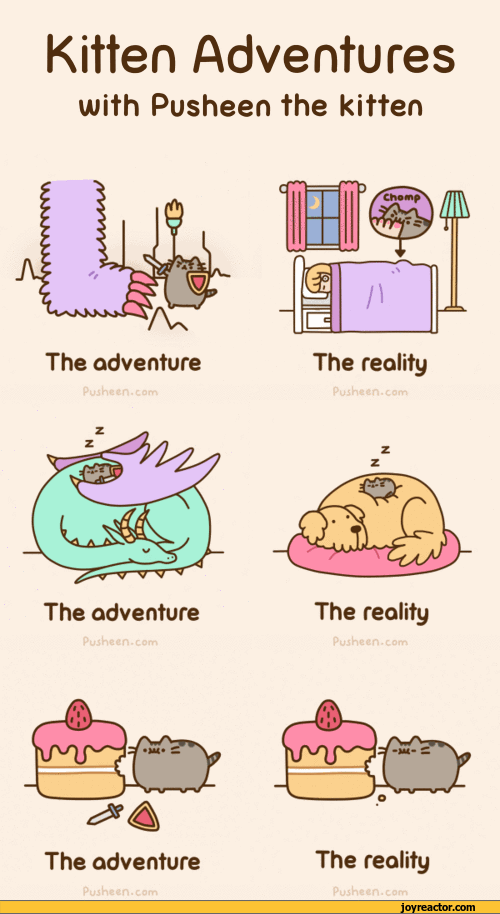 Kitten Adventures
with Pusheen the kitten
Chomp
The adventure
The reality
Pusheen.com
Pusheen.com
z
z
z
z
The adventure
The reality
Pusheen.com
Pusheen.com
The adventure
The reality
Pusheen.com
Pusheen.com
joyreactor.com